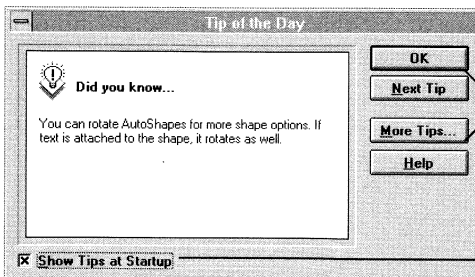 Tip of the Day
Did you know...
You can rotate AutoShapes for more shape options. If
text is attached to the shape, it rotates as well.
OK
Next Tip
More Tips...
Help
Show Tips at Startup